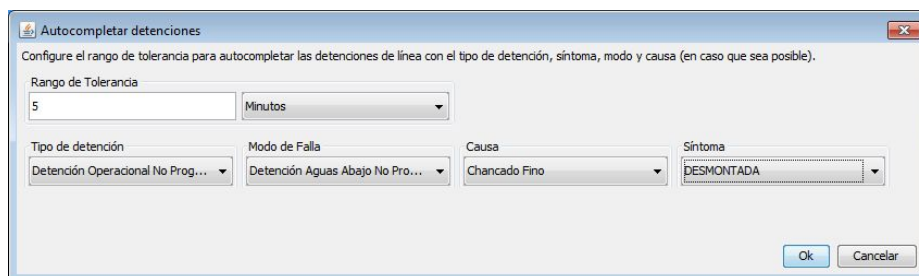 Autocompletar detenciones
Configure el rango de tolerancia para autocompletar las detenciones de línea con el tipo de detención, síntoma, modo y causa (en caso que sea posible).
Rango de Tolerancia
5 Minutos
Tipo de detención Modo de Falla Causa Síntoma
Detención Operacional No Prog... Detención Aguas Abajo No Pro... Chancado Fino DESMONTADA
Ok Cancelar